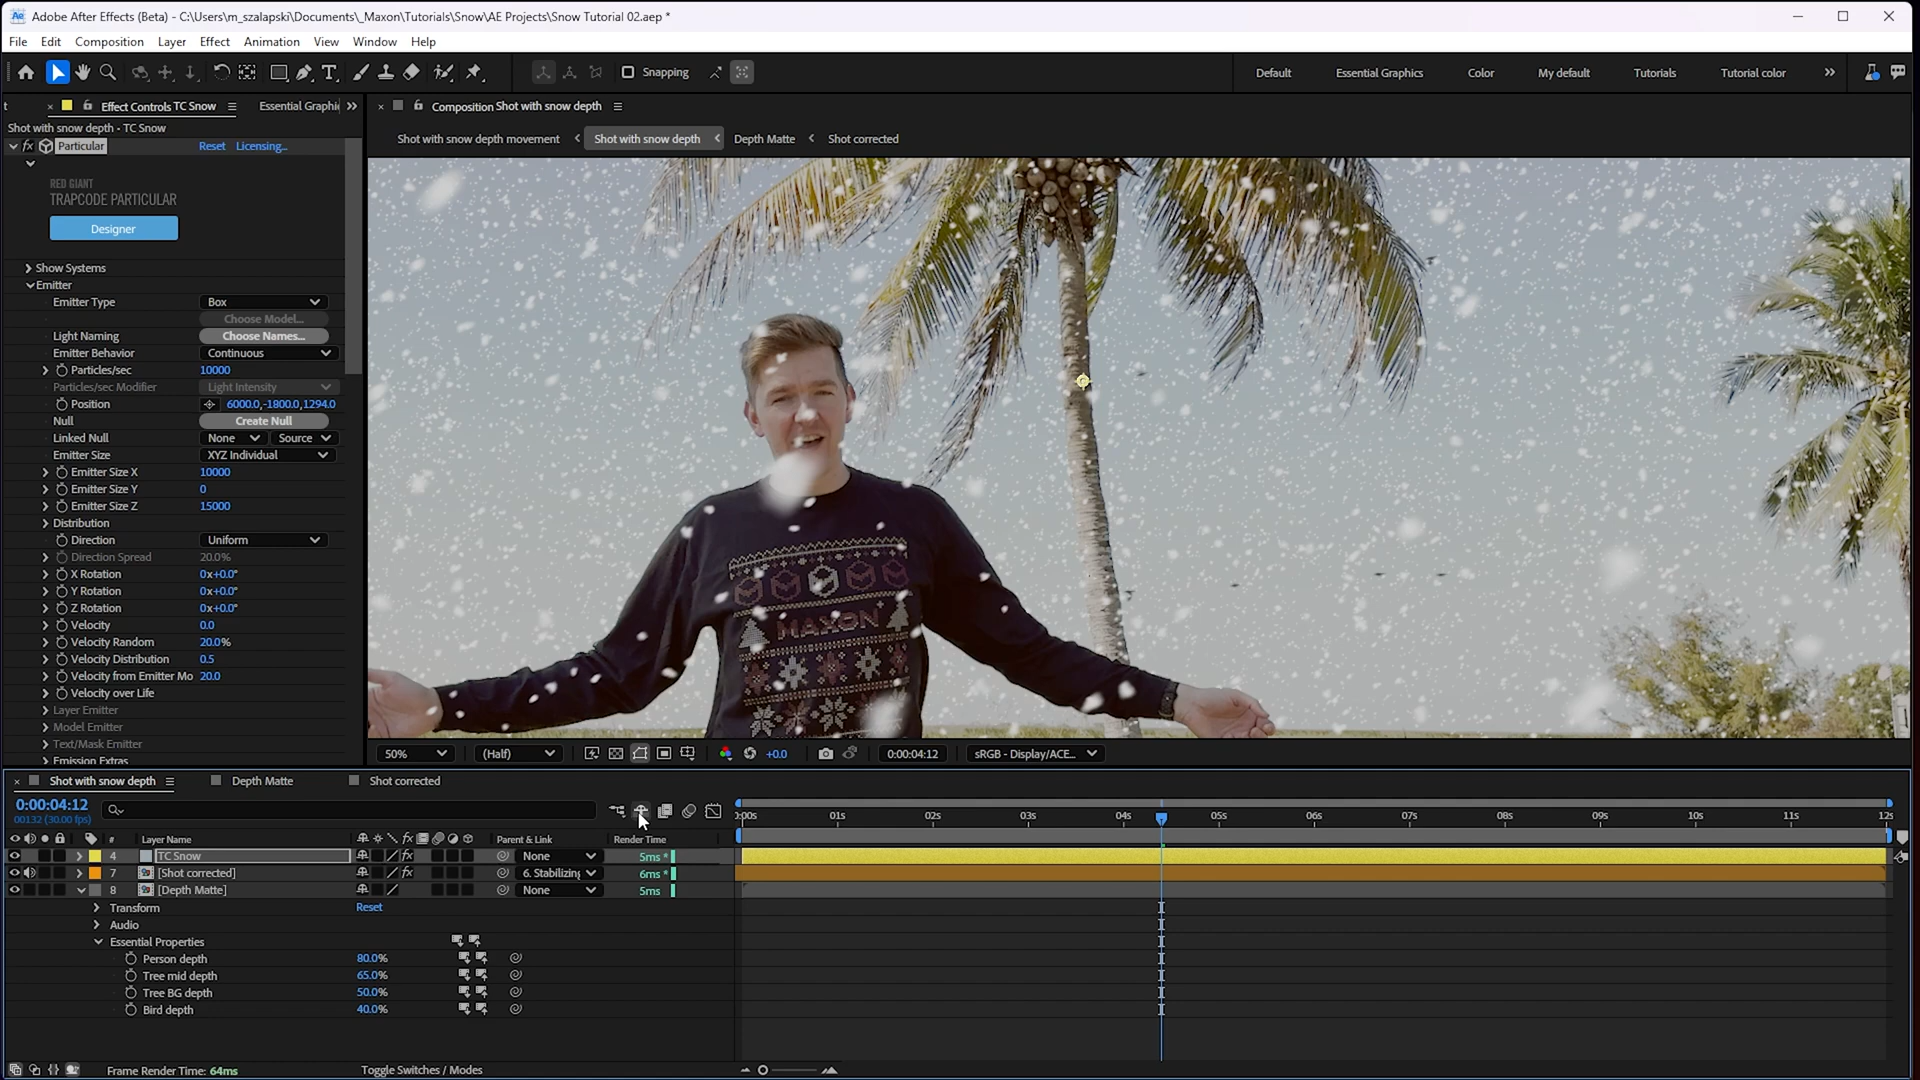 Adobe After Effects (Beta) - C:\Users\m_szalapski\Documents\_Maxon\Tutorials\Snow\AE Projects\Snow Tutorial 02.aep *
File Edit Composition Layer Effect Animation View Window Help
Snapping
Default Essential Graphics Color My default Tutorials Tutorial color
Effect Controls TC Snow Essential Graphi
Composition Shot with snow depth
Shot with snow depth - TC Snow
Shot with snow depth movement Shot with snow depth Depth Matte Shot corrected
fx Particular Reset Licensing...
RED GIANT
TRAPCODE PARTICULAR
Designer
Show Systems
Emitter
Emitter Type Box
Choose Model...
Light Naming Choose Names...
Emitter Behavior Continuous
Particles/sec 10000
Particles/sec Modifier Light Intensity
Position 6000.0,-1800.0,1294.0
Null Create Null
Linked Null None Source
Emitter Size XYZ Individual
Emitter Size X 10000
Emitter Size Y 0
Emitter Size Z 15000
Distribution
Direction Uniform
Direction Spread 20.0%
X Rotation 0x+0.0°
Y Rotation 0x+0.0°
Z Rotation 0x+0.0°
Velocity 0.0
Velocity Random 20.0%
Velocity Distribution 0.5
Velocity from Emitter Mo 20.0
Velocity over Life
Layer Emitter
Model Emitter
Text/Mask Emitter
Emission Extras
MAXON
50% (Half) +0.0 0:00:04:12 sRGB - Display/ACE...
Shot with snow depth Depth Matte Shot corrected
0:00:04:12
00132 (30.00 fps)
:00s 01s 02s 03s 04s 05s 06s 07s 08s 09s 10s 11s 12s
# Layer Name fx Parent & Link Render Time
4 TC Snow fx None 5ms *
7 [Shot corrected] fx 6. Stabilizing 6ms *
8 [Depth Matte] None 5ms
Transform Reset
Audio
Essential Properties
Person depth 80.0%
Tree mid depth 65.0%
Tree BG depth 50.0%
Bird depth 40.0%
Frame Render Time: 64ms Toggle Switches / Modes